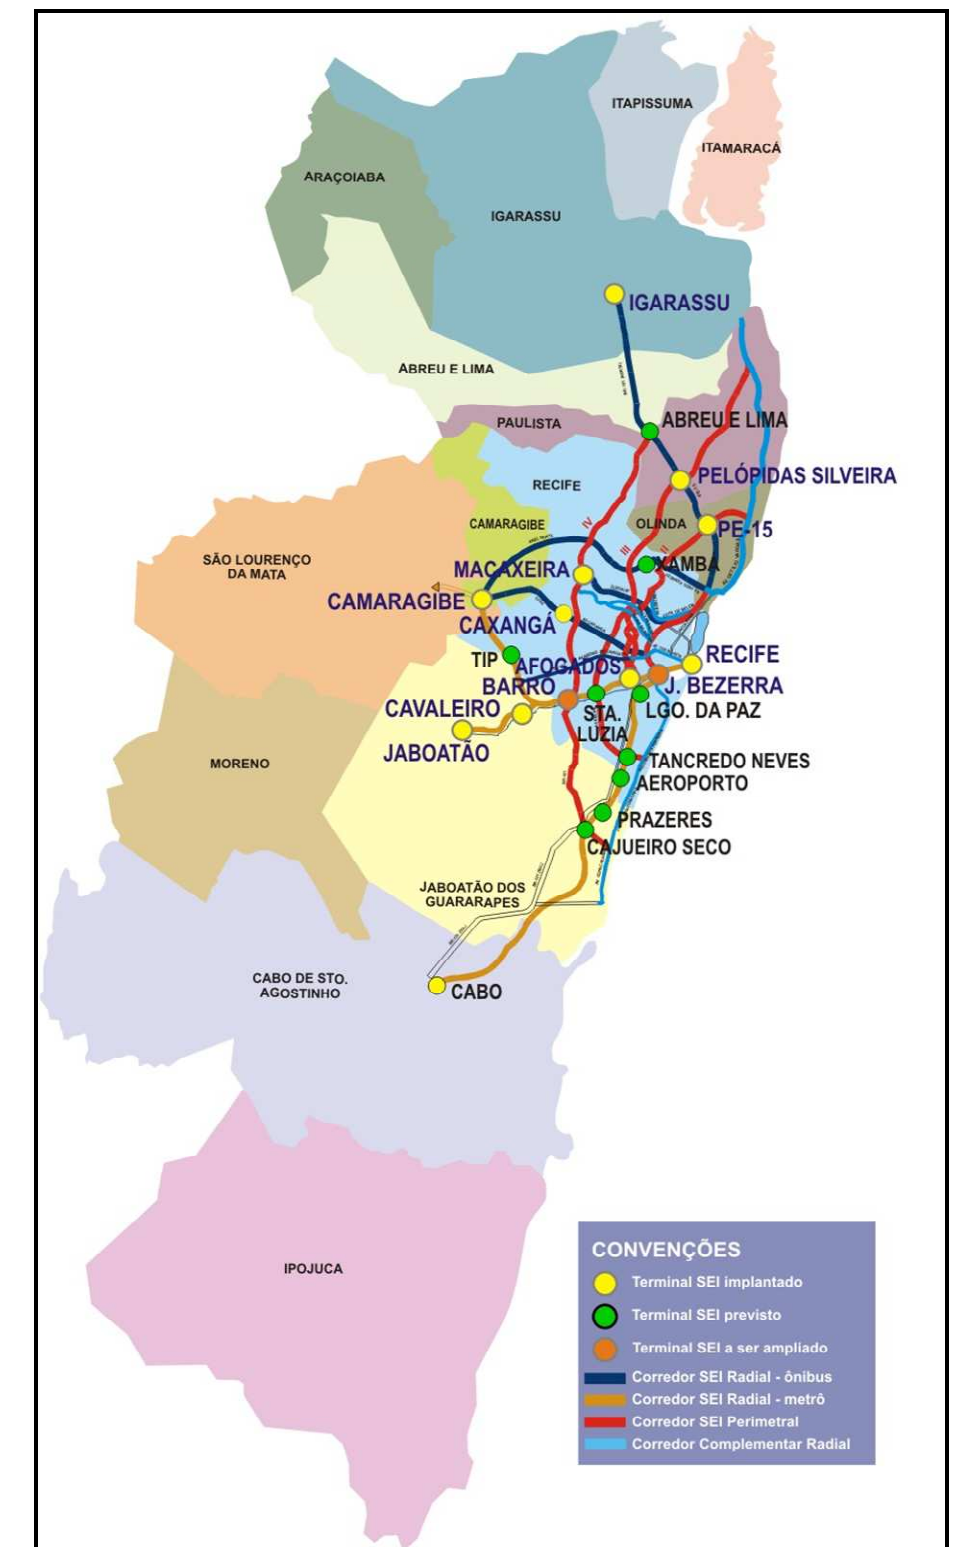 ITAPISSUMA
ITAMARACÁ
ARAÇOIABA
IGARASSU
IGARASSU
ABREU E LIMA
ABREU E LIMA
PAULISTA
PELÓPIDAS SILVEIRA
RECIFE
CAMARAGIBE
OLINDA
PE-15
IV
III
II
SÃO LOURENÇO
DA MATA
XAMBA
MACAXEIRA
CAMARAGIBE
CAXANGÁ
TIP
AFOGADOS
RECIFE
BARRO
J. BEZERRA
CAVALEIRO
STA.
LUZIA
LGO. DA PAZ
JABOATÃO
MORENO
TANCREDO NEVES
AEROPORTO
PRAZERES
CAJUEIRO SECO
JABOATÃO DOS
GUARARAPES
CABO DE STO.
AGOSTINHO
CABO
IPOJUCA
CONVENÇÕES
Terminal SEI implantado
Terminal SEI previsto
Terminal SEI a ser ampliado
Corredor SEI Radial - ônibus
Corredor SEI Radial - metrô
Corredor SEI Perimetral
Corredor Complementar Radial